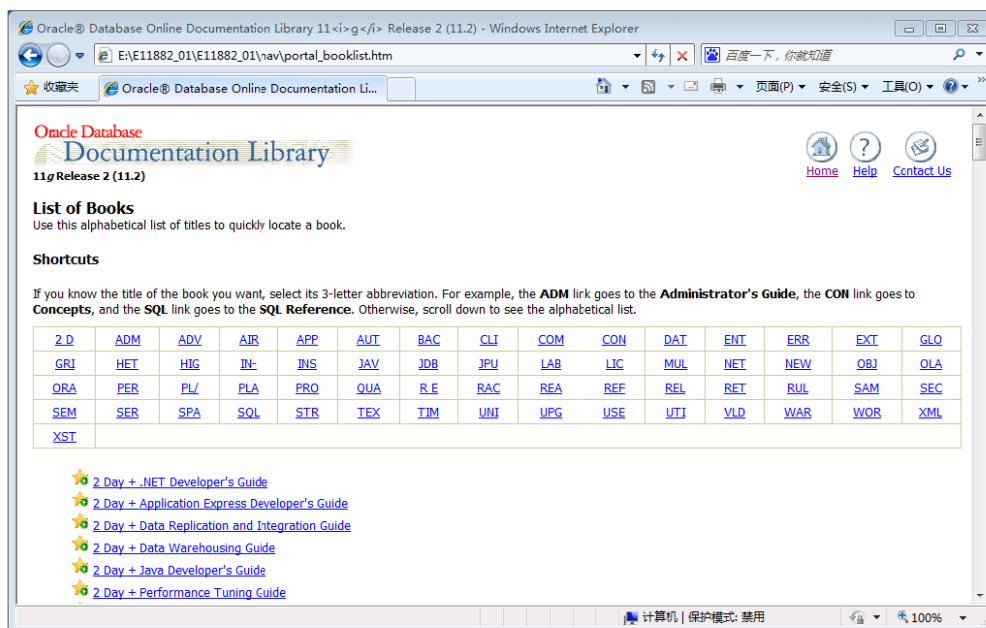 Oracle® Database Online Documentation Library 11<i>g</i> Release 2 (11.2) - Windows Internet Explorer
E:\E11882_01\E11882_01\nav\portal_booklist.htm
百度一下，你就知道
收藏夹
Oracle® Database Online Documentation Li...
页面(P)
安全(S)
工具(O)
»
Oracle Database
Documentation Library
11g Release 2 (11.2)
Home
Help
Contact Us
List of Books
Use this alphabetical list of titles to quickly locate a book.
Shortcuts
If you know the title of the book you want, select its 3-letter abbreviation. For example, the ADM link goes to the Administrator's Guide, the CON link goes to
Concepts, and the SQL link goes to the SQL Reference. Otherwise, scroll down to see the alphabetical list.
2 D ADM ADV AIR APP AUT BAC CLI COM CON DAT ENT ERR EXT GLO
GRI HET HIG IN- INS JAV JDB JPU LAB LIC MUL NET NEW OBJ OLA
ORA PER PL/ PLA PRO QUA R E RAC REA REF REL RET RUL SAM SEC
SEM SER SPA SQL STR TEX TIM UNI UPG USE UTI VLD WAR WOR XML
XST
2 Day + .NET Developer's Guide
2 Day + Application Express Developer's Guide
2 Day + Data Replication and Integration Guide
2 Day + Data Warehousing Guide
2 Day + Java Developer's Guide
2 Day + Performance Tuning Guide
计算机 | 保护模式: 禁用
100%